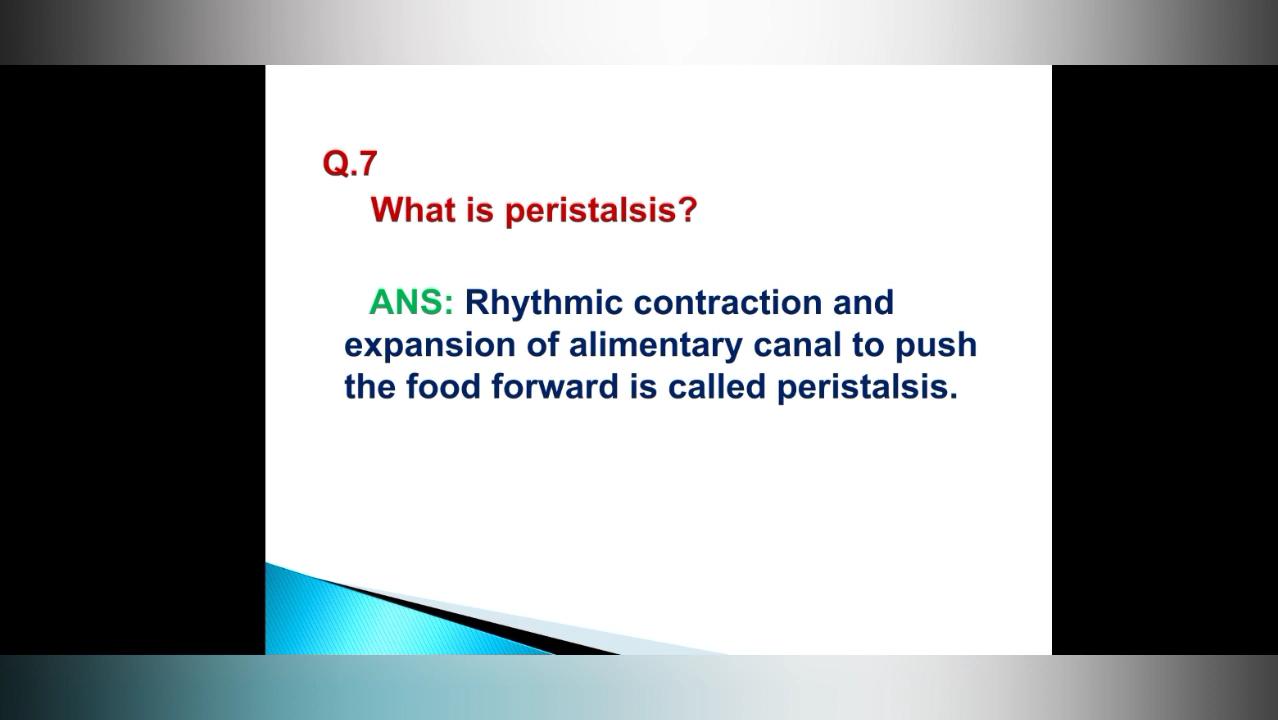 Q.7
What is peristalsis?
ANS: Rhythmic contraction and
expansion of alimentary canal to push
the food forward is called peristalsis.